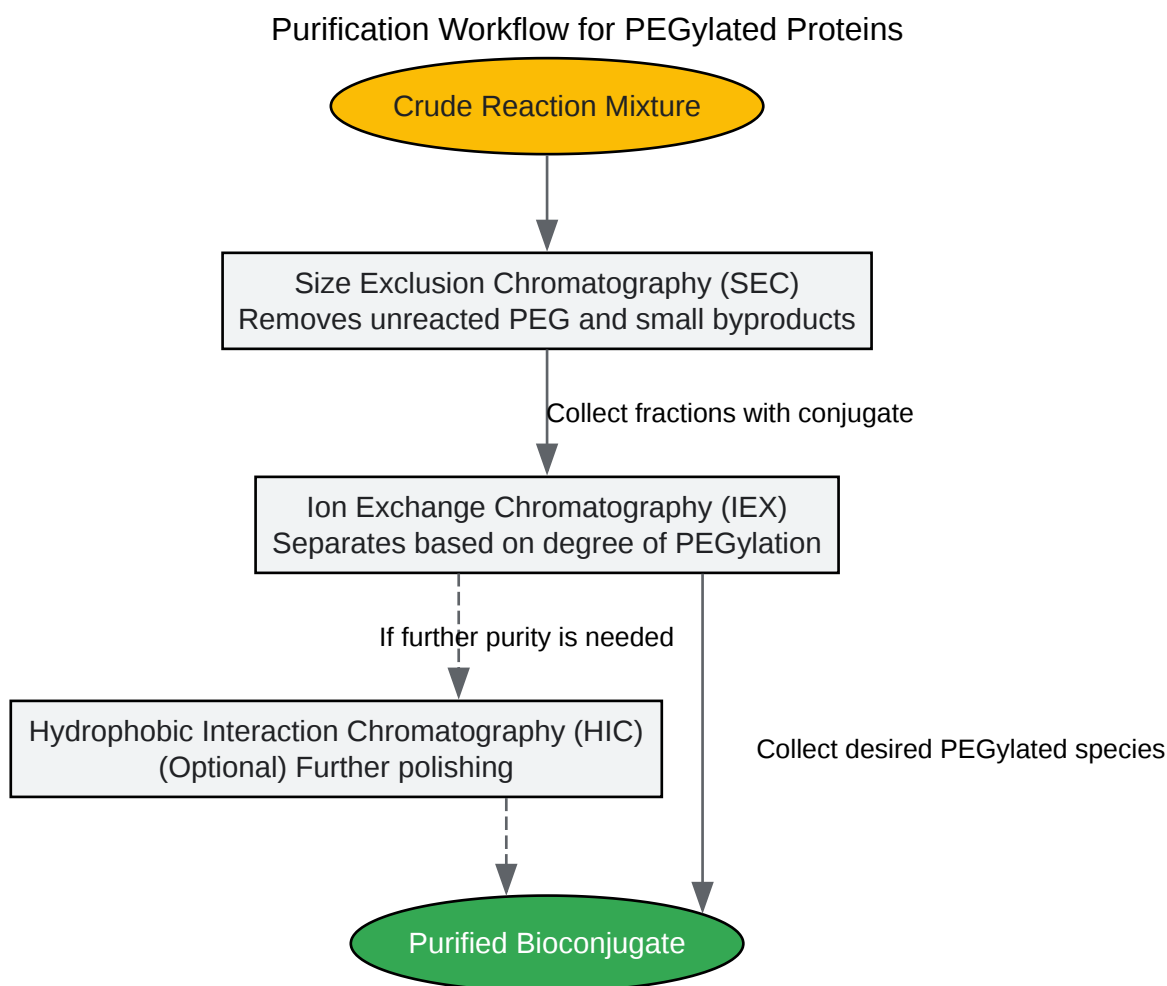 Purification Workflow for PEGylated Proteins
Crude Reaction Mixture
Size Exclusion Chromatography (SEC)
Removes unreacted PEG and small byproducts
Collect fractions with conjugate
Ion Exchange Chromatography (IEX)
Separates based on degree of PEGylation
If further purity is needed
Hydrophobic Interaction Chromatography (HIC)
(Optional) Further polishing
Collect desired PEGylated species
Purified Bioconjugate